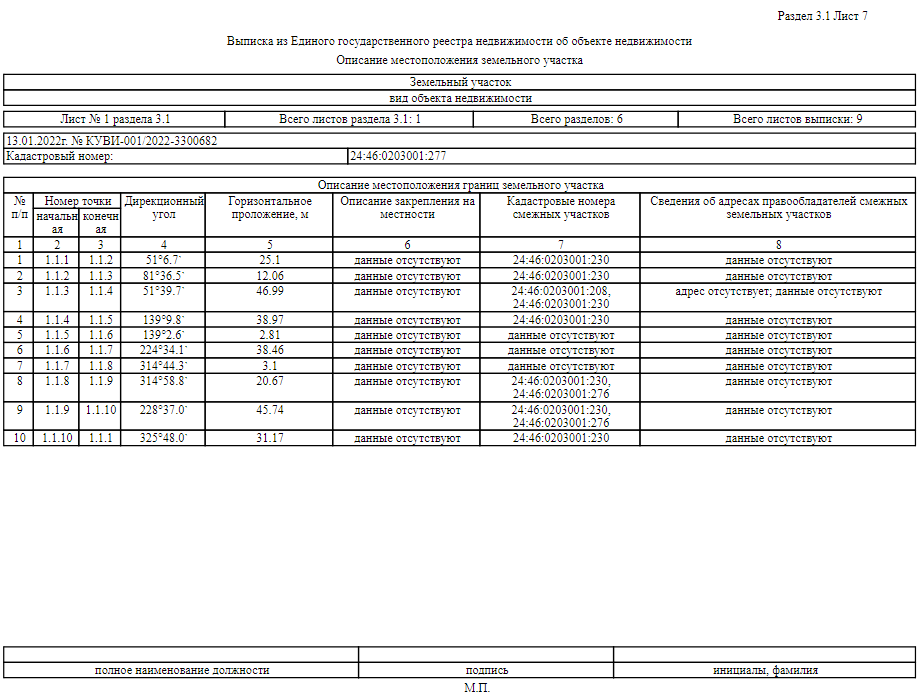 Раздел 3.1 Лист 7
Выписка из Единого государственного реестра недвижимости об объекте недвижимости
Описание местоположения земельного участка
Земельный участок
вид объекта недвижимости
Лист № 1 раздела 3.1 Всего листов раздела 3.1: 1 Всего разделов: 6 Всего листов выписки: 9
13.01.2022г. № КУВИ-001/2022-3300682
Кадастровый номер: 24:46:0203001:277
Описание местоположения границ земельного участка
№ Номер точки Дирекционный Горизонтальное Описание закрепления на Кадастровые номера Сведения об адресах правообладателей смежных
п/п начальн конечн угол проложение, м местности смежных участков земельных участков
ая ая
1 2 3 4 5 6 7 8
1 1.1.1 1.1.2 51°6.7` 25.1 данные отсутствуют 24:46:0203001:230 данные отсутствуют
2 1.1.2 1.1.3 81°36.5` 12.06 данные отсутствуют 24:46:0203001:230 данные отсутствуют
3 1.1.3 1.1.4 51°39.7` 46.99 данные отсутствуют 24:46:0203001:208, адрес отсутствует; данные отсутствуют
24:46:0203001:230
4 1.1.4 1.1.5 139°9.8` 38.97 данные отсутствуют 24:46:0203001:230 данные отсутствуют
5 1.1.5 1.1.6 139°2.6` 2.81 данные отсутствуют данные отсутствуют данные отсутствуют
6 1.1.6 1.1.7 224°34.1` 38.46 данные отсутствуют данные отсутствуют данные отсутствуют
7 1.1.7 1.1.8 314°44.3` 3.1 данные отсутствуют данные отсутствуют данные отсутствуют
8 1.1.8 1.1.9 314°58.8` 20.67 данные отсутствуют 24:46:0203001:230, данные отсутствуют
24:46:0203001:276
9 1.1.9 1.1.10 228°37.0` 45.74 данные отсутствуют 24:46:0203001:230, данные отсутствуют
24:46:0203001:276
10 1.1.10 1.1.1 325°48.0` 31.17 данные отсутствуют 24:46:0203001:230 данные отсутствуют
полное наименование должности подпись инициалы, фамилия
М.П.